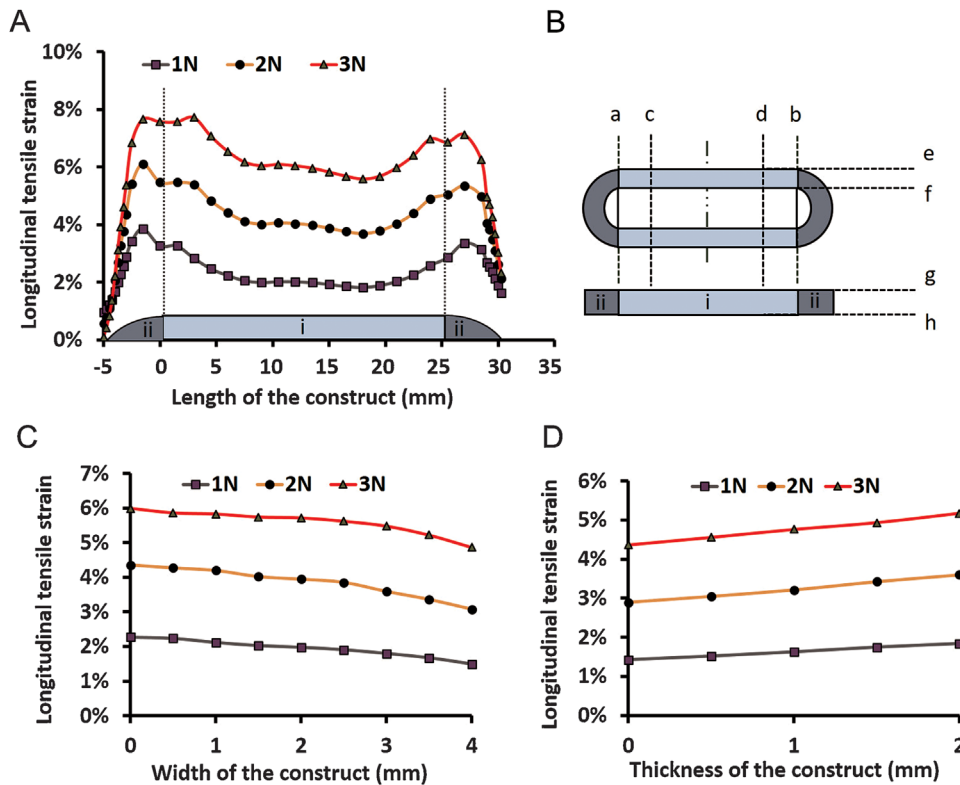 A
1N 2N 3N
Longitudinal tensile strain
10%
8%
6%
4%
2%
0%
ii i ii
-5 0 5 10 15 20 25 30 35
Length of the construct (mm)
B
a c d b
e
f
g
h
i
ii i ii
C
1N 2N 3N
Longitudinal tensile strain
7%
6%
5%
4%
3%
2%
1%
0%
0 1 2 3 4
Width of the construct (mm)
D
1N 2N 3N
Longitudinal tensile strain
6%
5%
4%
3%
2%
1%
0%
0 1 2
Thickness of the construct (mm)